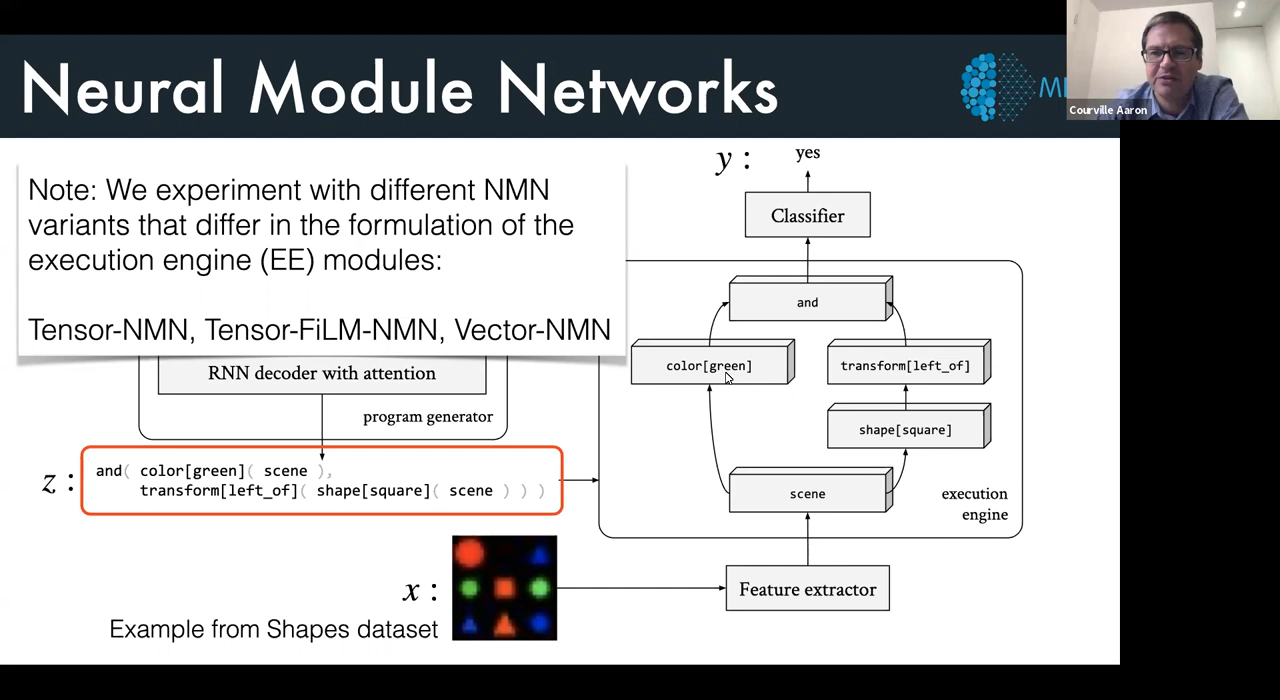 Neural Module Networks
Courville Aaron
Note: We experiment with different NMN
variants that differ in the formulation of the
execution engine (EE) modules:
Tensor-NMN, Tensor-FiLM-NMN, Vector-NMN
RNN decoder with attention
program generator
z :
and( color[green]( scene ),
transform[left_of]( shape[square]( scene ) ) )
x :
Example from Shapes dataset
y :
yes
Classifier
and
color[green]
transform[left_of]
shape[square]
scene
execution
engine
Feature extractor